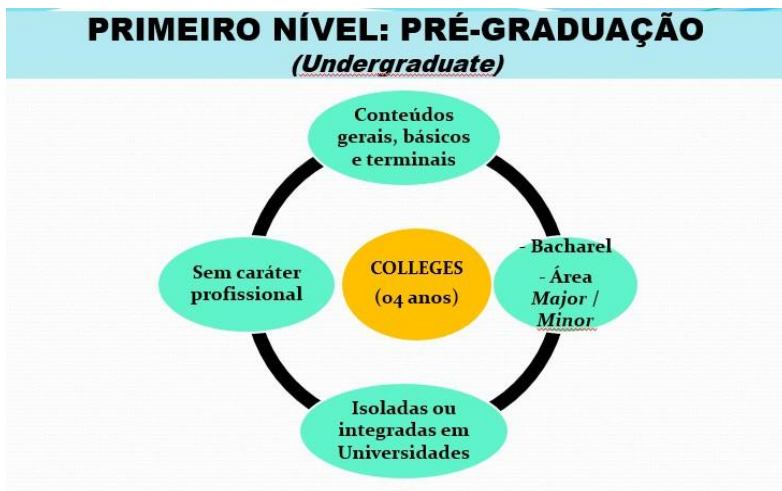 PRIMEIRO NÍVEL: PRÉ-GRADUAÇÃO
(Undergraduate)
Conteúdos
gerais, básicos
e terminais
Sem caráter
profissional
COLLEGES
(04 anos)
- Bacharel
- Área
Major /
Minor
Isoladas ou
integradas em
Universidades